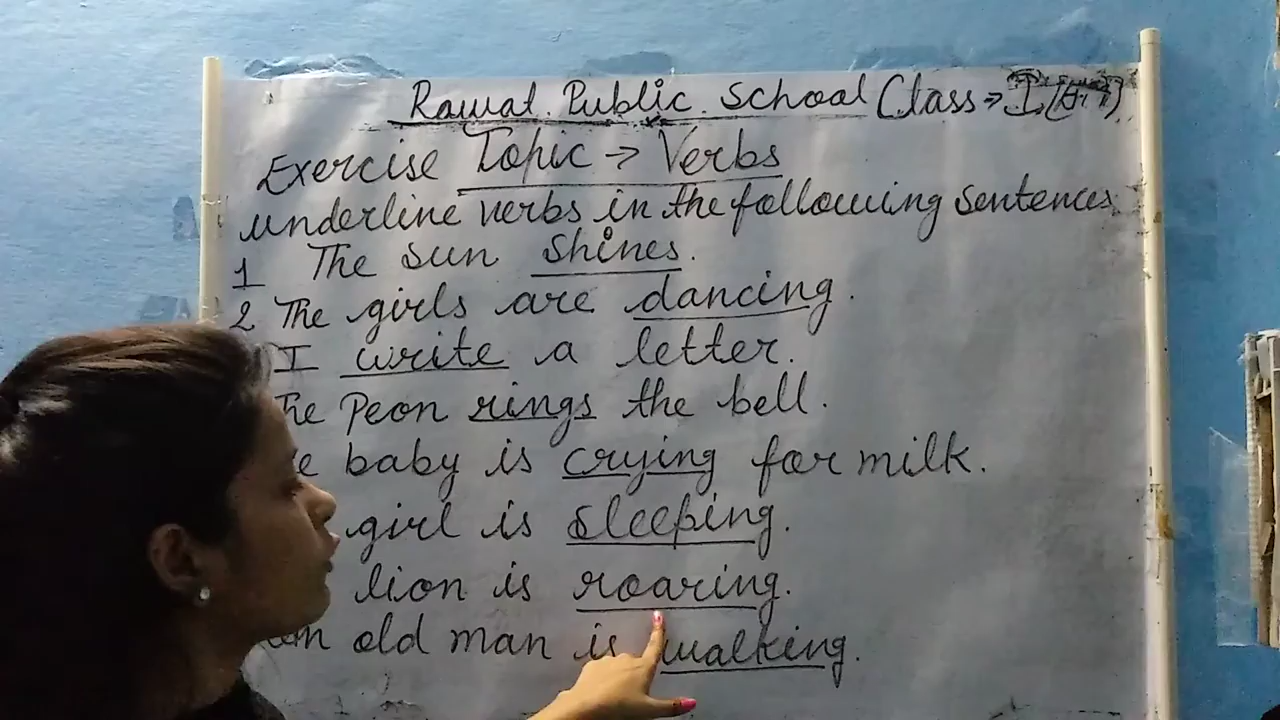 Rawat Public School Class → I
Exercise Topic → Verbs
underline verbs in the following sentences
1 The sun shines.
2 The girls are dancing.
I write a letter.
Peon rings the bell.
baby is crying for milk.
girl is sleeping.
lion is roaring.
old man is walking.